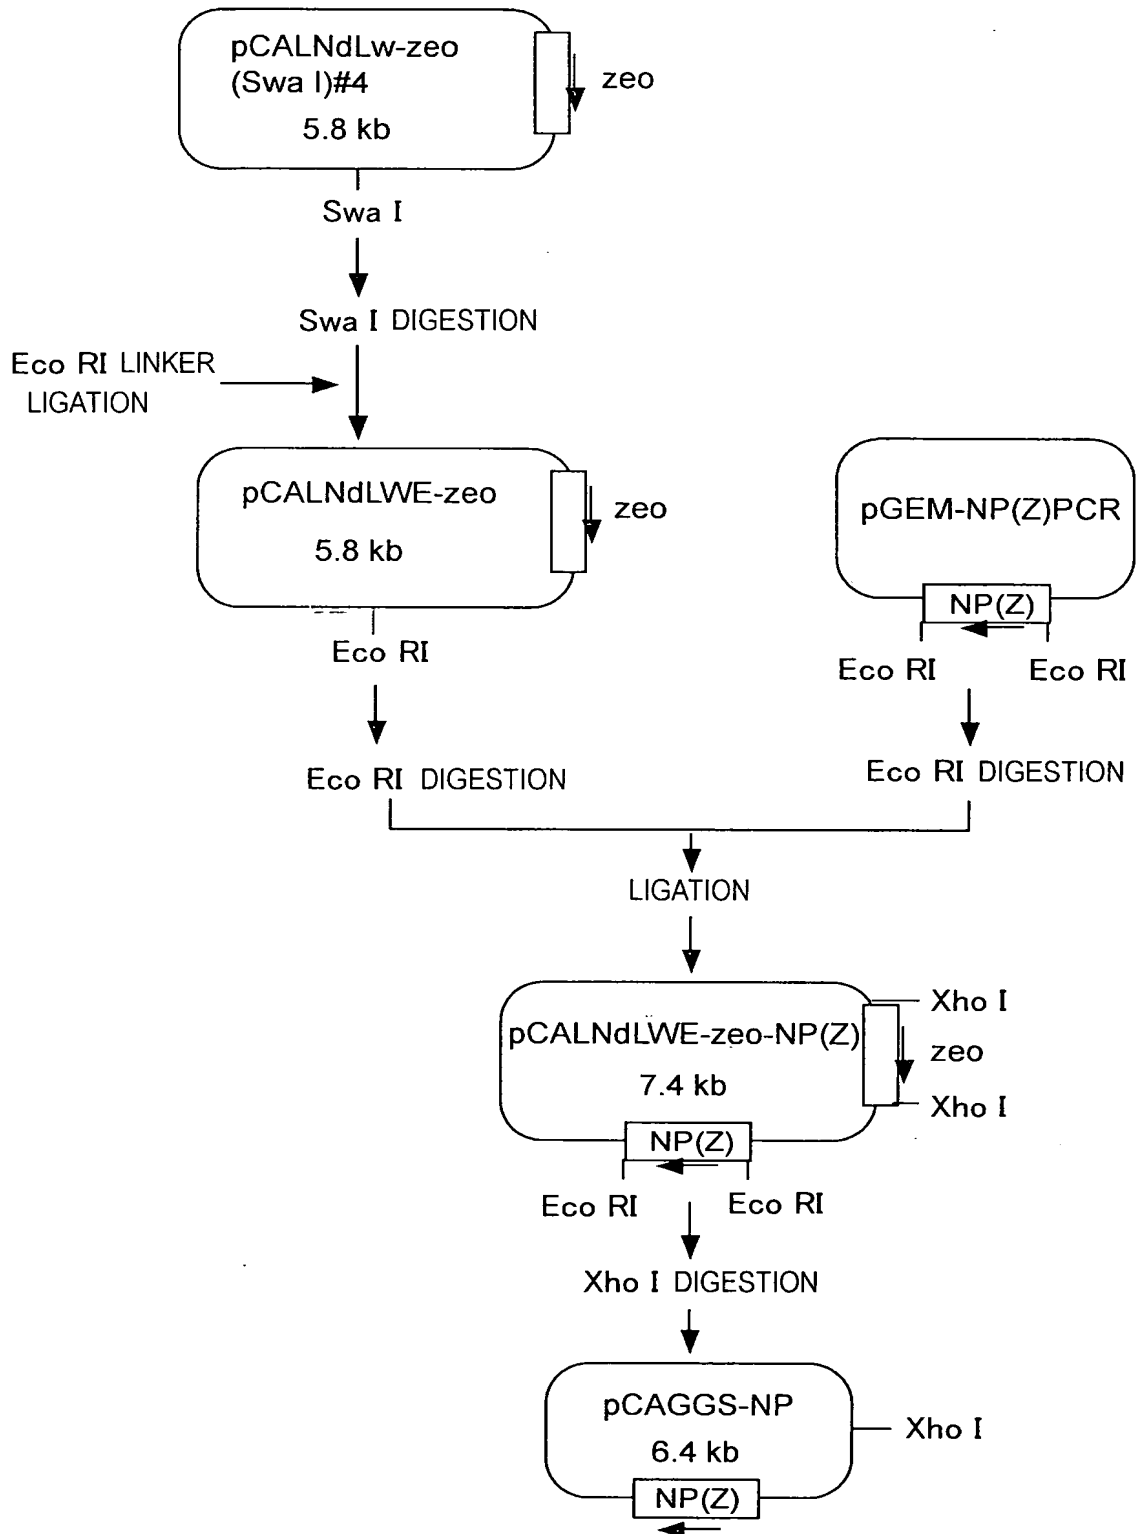 pCALNdLw-zeo
(Swa I)#4
5.8 kb
zeo
Swa I
Swa I DIGESTION
Eco RI LINKER
LIGATION
pCALNdLWE-zeo
5.8 kb
zeo
Eco RI
Eco RI DIGESTION
pGEM-NP(Z)PCR
NP(Z)
Eco RI
Eco RI
Eco RI DIGESTION
LIGATION
pCALNdLWE-zeo-NP(Z)
7.4 kb
Xho I
zeo
Xho I
NP(Z)
Eco RI
Eco RI
Xho I DIGESTION
pCAGGS-NP
6.4 kb
Xho I
NP(Z)